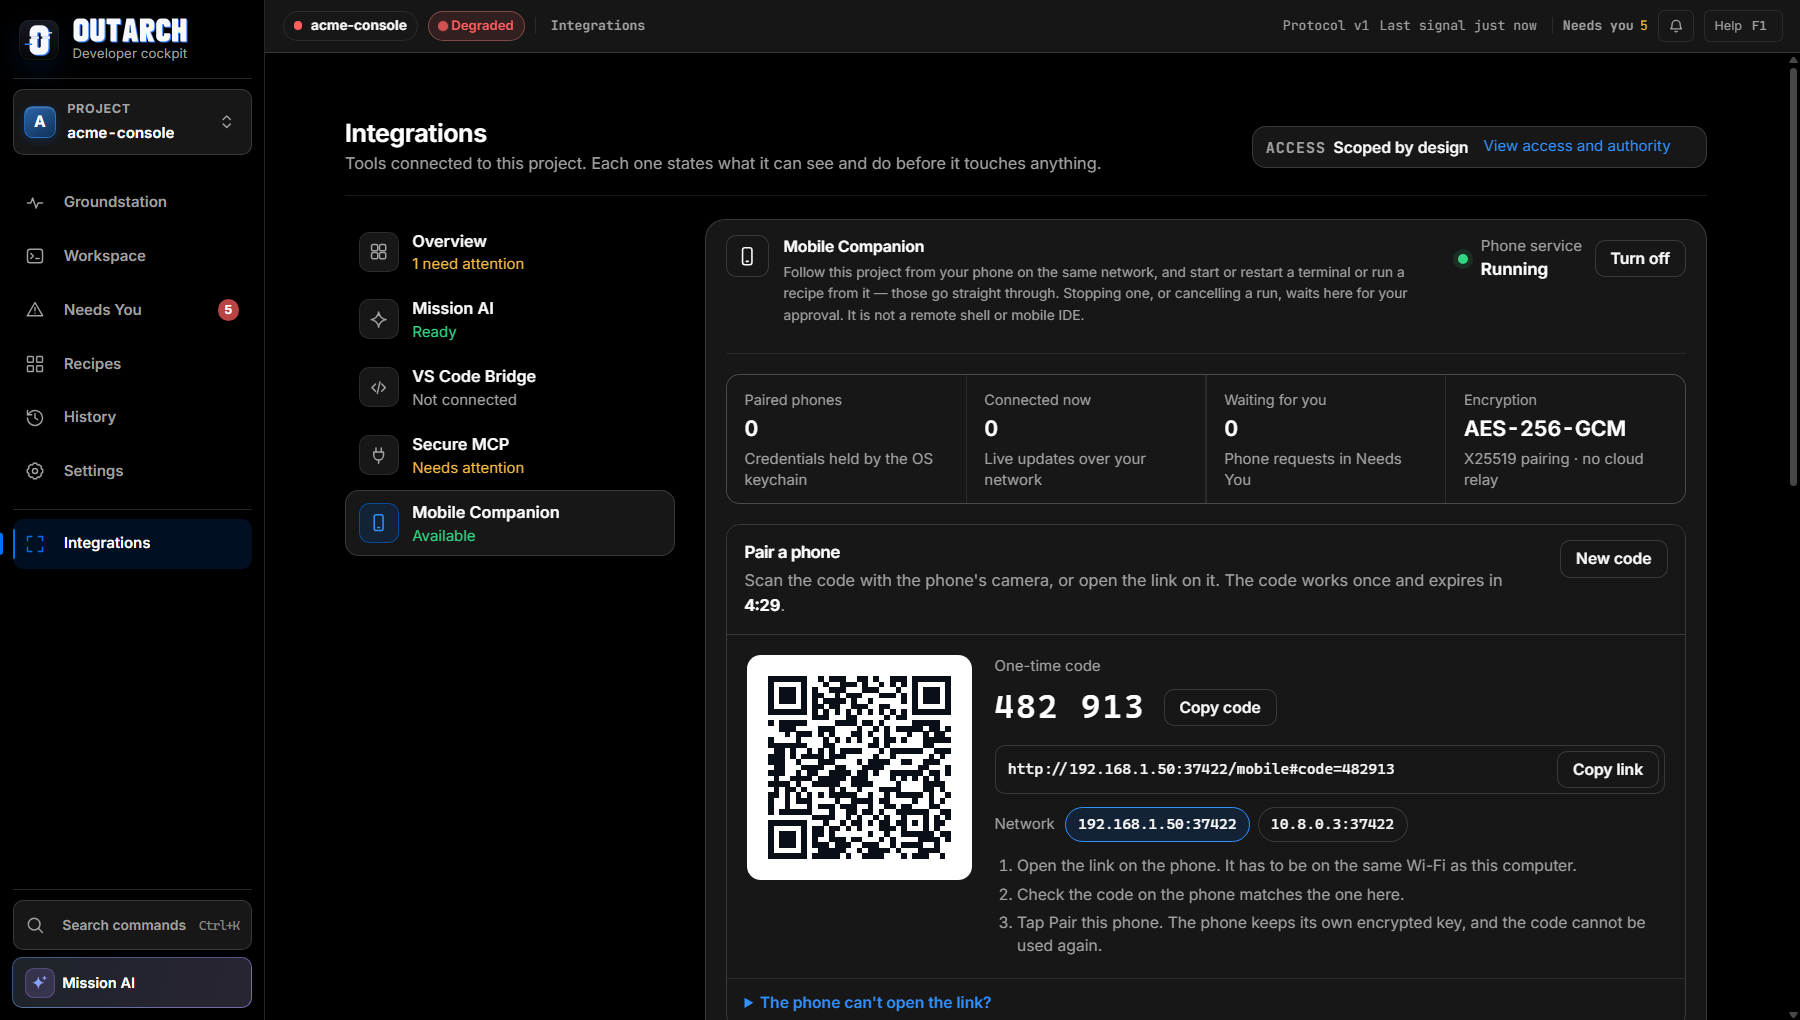 OUTARCH
Developer cockpit
PROJECT
A
acme-console
Groundstation
Workspace
Needs You
5
Recipes
History
Settings
Integrations
Search commands
Ctrl+K
Mission AI
acme-console
Degraded
Integrations
Protocol v1
Last signal just now
Needs you 5
Help
F1
Integrations
Tools connected to this project. Each one states what it can see and do before it touches anything.
ACCESS
Scoped by design
View access and authority
Overview
1 need attention
Mission AI
Ready
VS Code Bridge
Not connected
Secure MCP
Needs attention
Mobile Companion
Available
Mobile Companion
Follow this project from your phone on the same network, and start or restart a terminal or run a
recipe from it — those go straight through. Stopping one, or cancelling a run, waits here for your
approval. It is not a remote shell or mobile IDE.
Phone service
Running
Turn off
Paired phones
0
Credentials held by the OS
keychain
Connected now
0
Live updates over your
network
Waiting for you
0
Phone requests in Needs
You
Encryption
AES-256-GCM
X25519 pairing · no cloud
relay
Pair a phone
Scan the code with the phone's camera, or open the link on it. The code works once and expires in
4:29.
New code
One-time code
482 913
Copy code
http://192.168.1.50:37422/mobile#code=482913
Copy link
Network
192.168.1.50:37422
10.8.0.3:37422
1. Open the link on the phone. It has to be on the same Wi-Fi as this computer.
2. Check the code on the phone matches the one here.
3. Tap Pair this phone. The phone keeps its own encrypted key, and the code cannot be
used again.
The phone can't open the link?